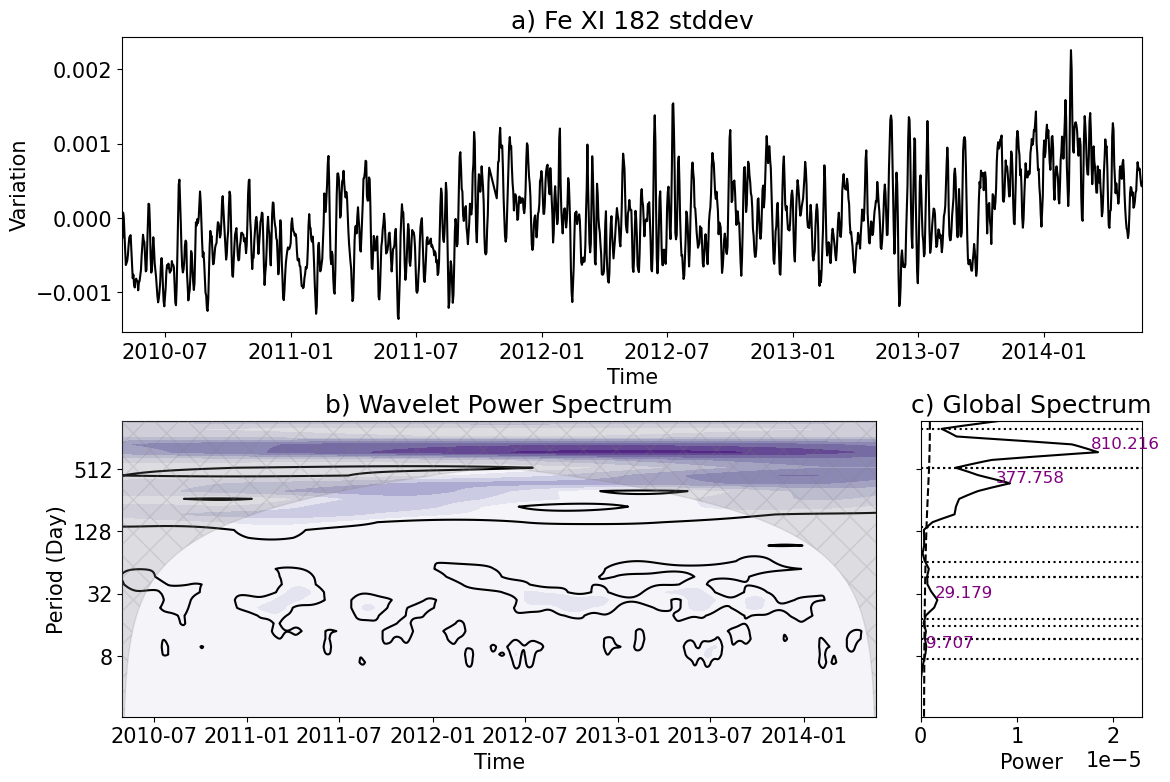 a) Fe XI 182 stddev
Variation
0.002
0.001
0.000
−0.001
2010-07 2011-01 2011-07 2012-01 2012-07 2013-01 2013-07 2014-01
Time
b) Wavelet Power Spectrum
Period (Day)
512
128
32
8
2010-07 2011-01 2011-07 2012-01 2012-07 2013-01 2013-07 2014-01
Time
c) Global Spectrum
810.216
377.758
29.179
9.707
0 1 2
Power 1e−5